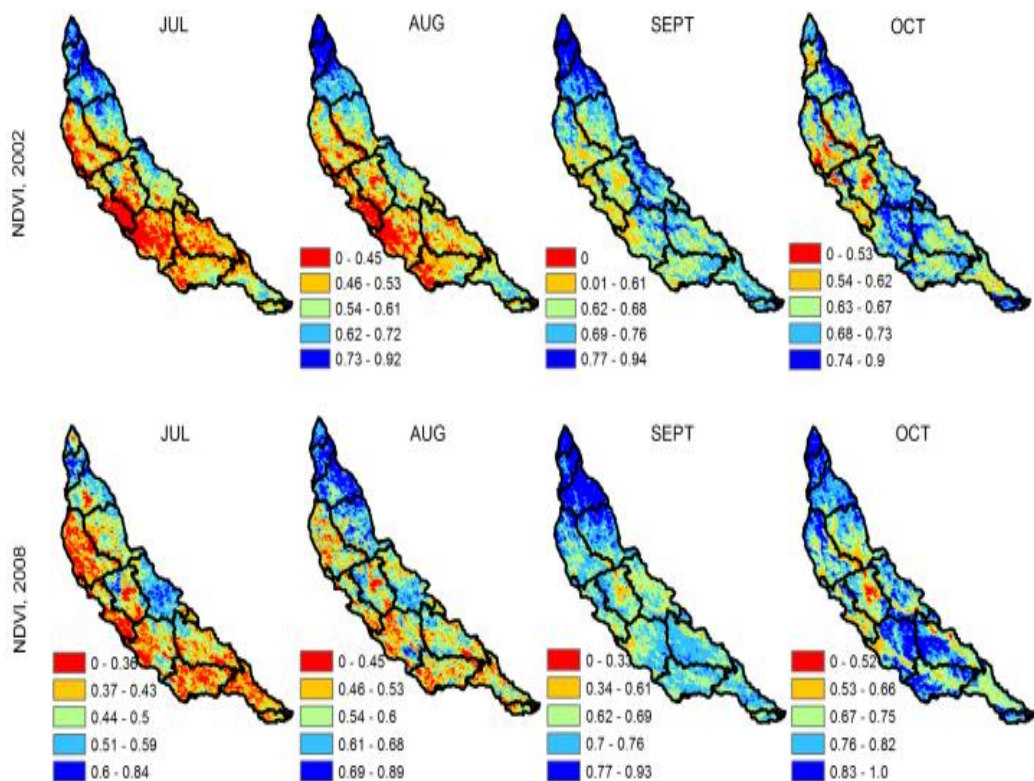 JUL
AUG
SEPT
OCT
NDVI, 2002
0 - 0.45
0.46 - 0.53
0.54 - 0.61
0.62 - 0.72
0.73 - 0.92
0
0.01 - 0.61
0.62 - 0.68
0.69 - 0.76
0.77 - 0.94
0 - 0.53
0.54 - 0.62
0.63 - 0.67
0.68 - 0.73
0.74 - 0.9
JUL
AUG
SEPT
OCT
NDVI, 2008
0 - 0.36
0.37 - 0.43
0.44 - 0.5
0.51 - 0.59
0.6 - 0.84
0 - 0.45
0.46 - 0.53
0.54 - 0.6
0.61 - 0.68
0.69 - 0.89
0 - 0.33
0.34 - 0.61
0.62 - 0.69
0.7 - 0.76
0.77 - 0.93
0 - 0.52
0.53 - 0.66
0.67 - 0.75
0.76 - 0.82
0.83 - 1.0